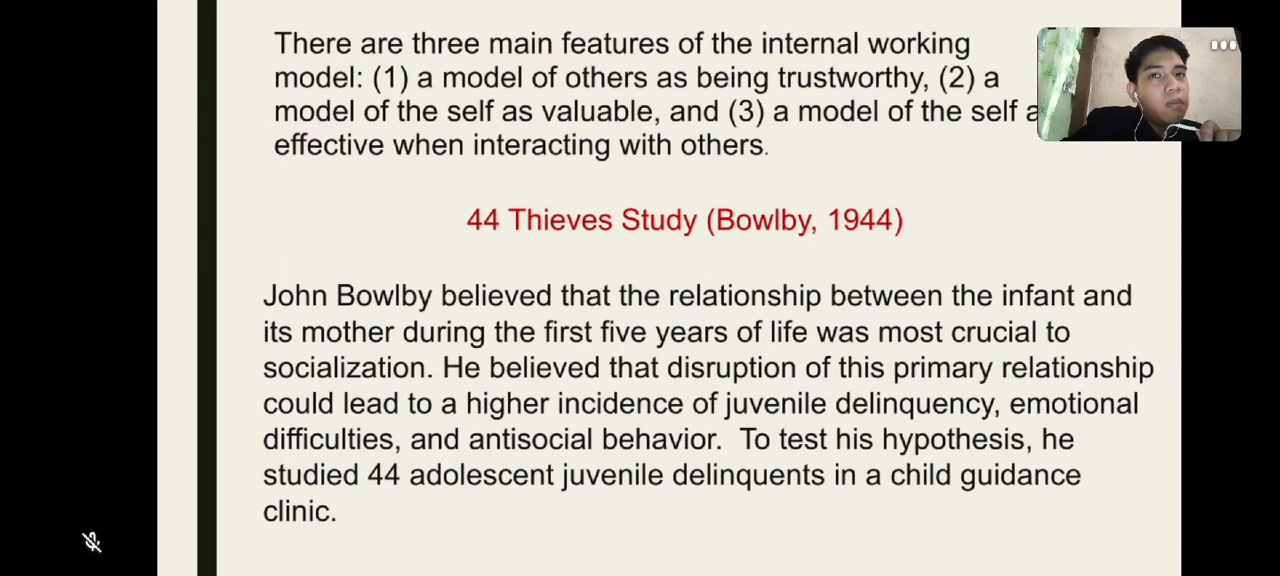 There are three main features of the internal working
model: (1) a model of others as being trustworthy, (2) a
model of the self as valuable, and (3) a model of the self
effective when interacting with others.
44 Thieves Study (Bowlby, 1944)
John Bowlby believed that the relationship between the infant and
its mother during the first five years of life was most crucial to
socialization. He believed that disruption of this primary relationship
could lead to a higher incidence of juvenile delinquency, emotional
difficulties, and antisocial behavior. To test his hypothesis, he
studied 44 adolescent juvenile delinquents in a child guidance
clinic.